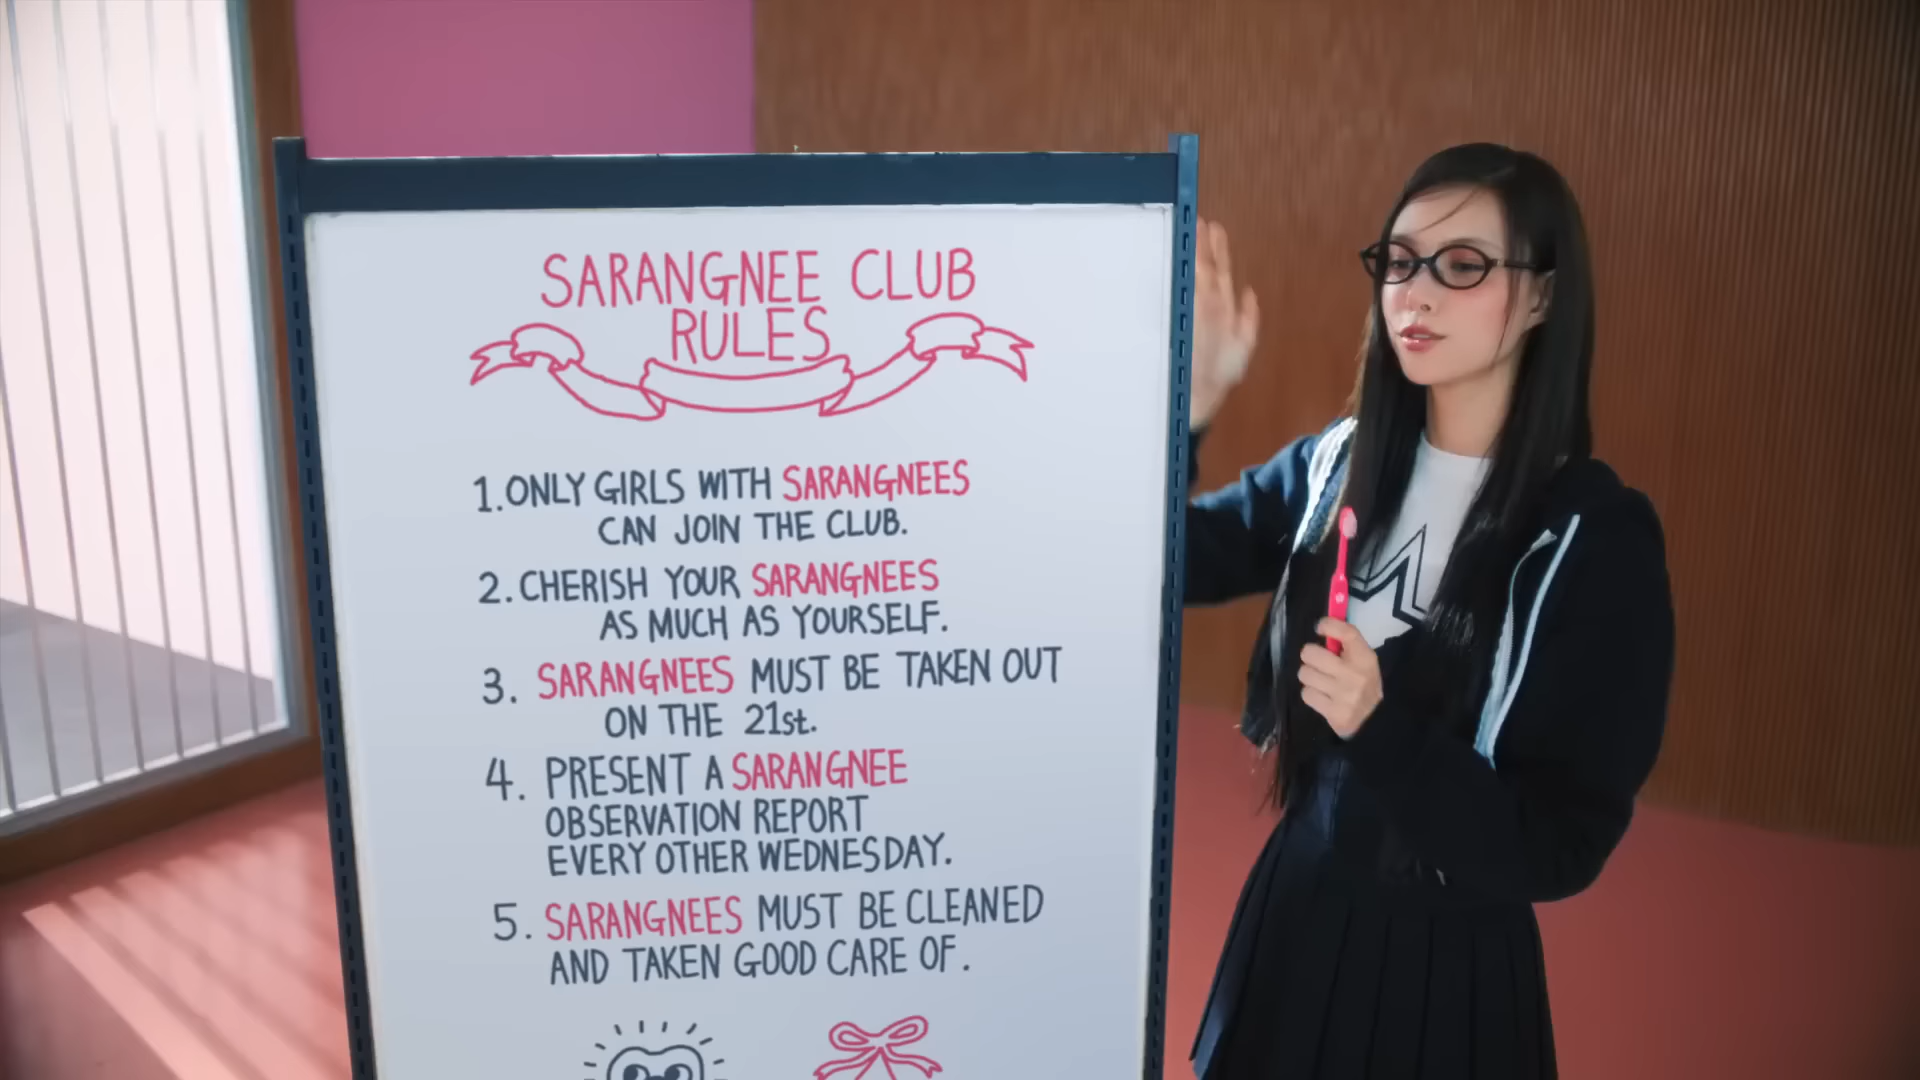 SARANGNEE CLUB
RULES
1. ONLY GIRLS WITH SARANGNEES
CAN JOIN THE CLUB.
2. CHERISH YOUR SARANGNEES
AS MUCH AS YOURSELF.
3. SARANGNEES MUST BE TAKEN OUT
ON THE 21st.
4. PRESENT A SARANGNEE
OBSERVATION REPORT
EVERY OTHER WEDNESDAY.
5. SARANGNEES MUST BE CLEANED
AND TAKEN GOOD CARE OF.